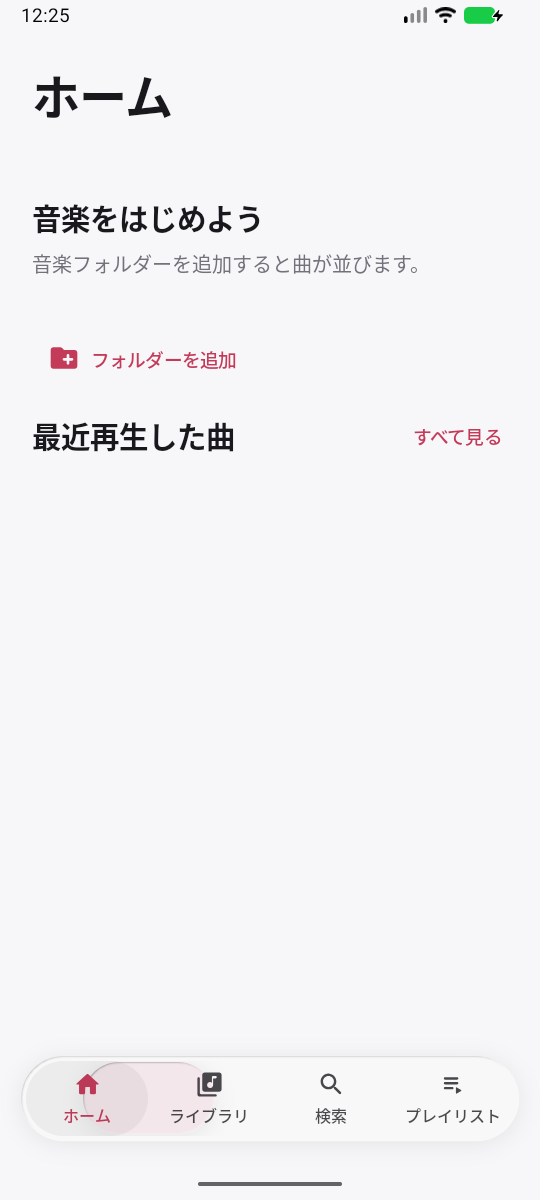 12:25
ホーム
音楽をはじめよう
音楽フォルダーを追加すると曲が並びます。
フォルダーを追加
最近再生した曲
すべて見る
ホーム
ライブラリ
検索
プレイリスト